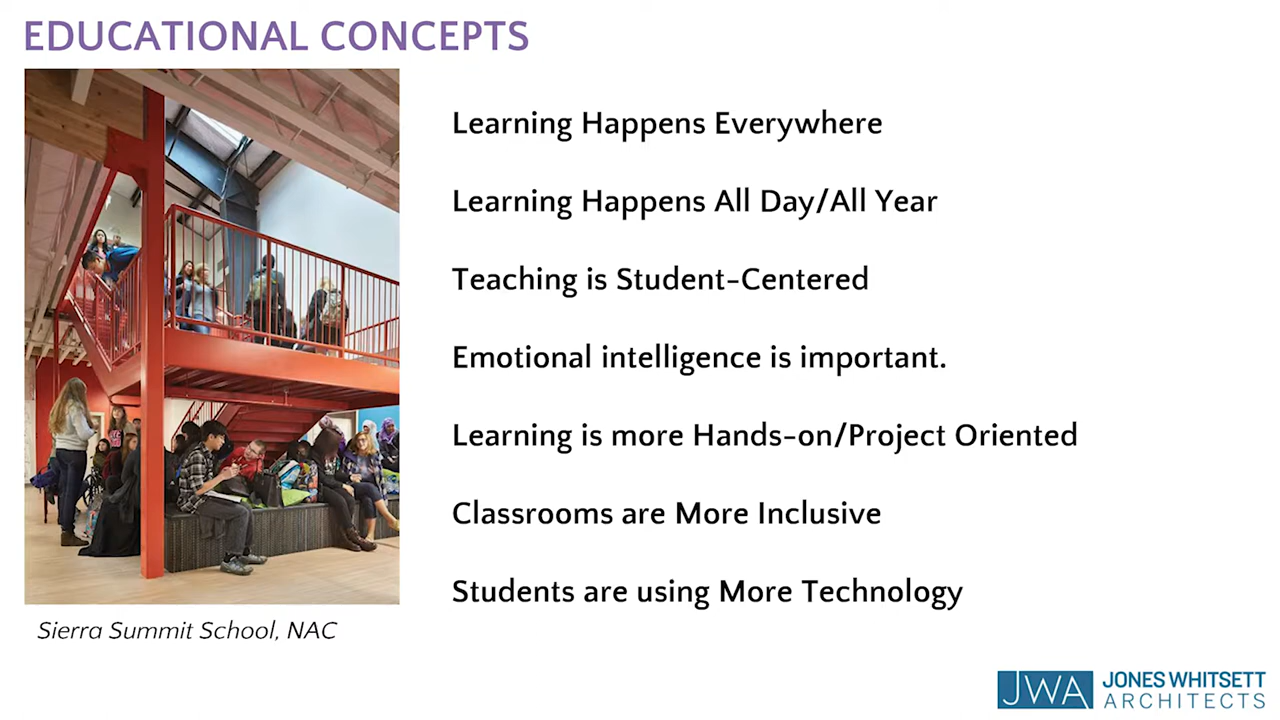 EDUCATIONAL CONCEPTS
Learning Happens Everywhere
Learning Happens All Day/All Year
Teaching is Student-Centered
Emotional intelligence is important.
Learning is more Hands-on/Project Oriented
Classrooms are More Inclusive
Students are using More Technology
Sierra Summit School, NAC
JWA JONES WHITSETT
ARCHITECTS